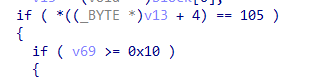 if ( *((_BYTE *)v13 + 4) == 105 )
{
if ( v69 >= 0x10 )
{